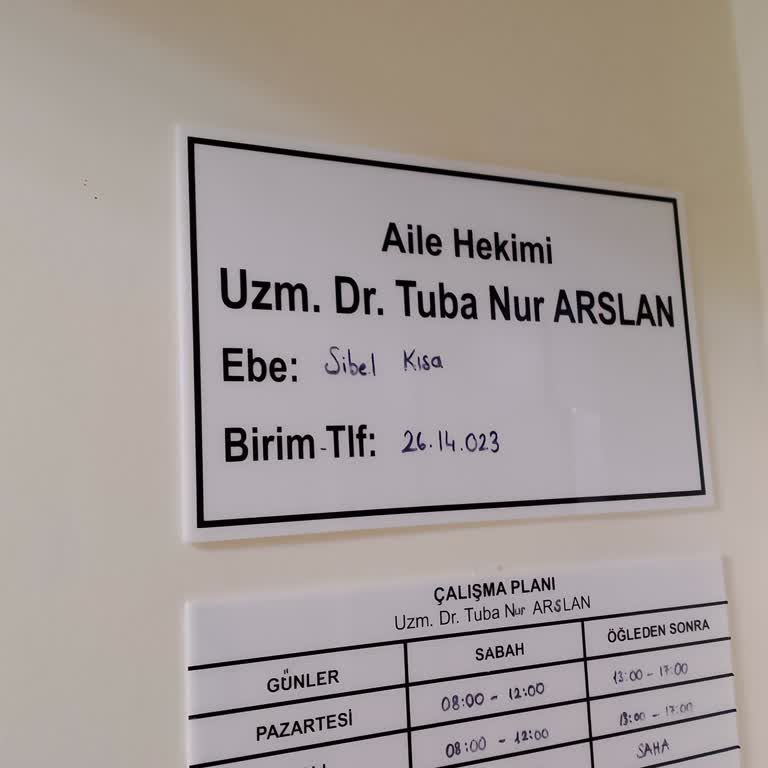 Aile Hekimi
Uzm. Dr. Tuba Nur ARSLAN
Ebe: Sibel Kısa
Birim-Tlf: 26.14.023
ÇALIŞMA PLANI
Uzm. Dr. Tuba Nur ARSLAN
GÜNLER SABAH ÖĞLEDEN SONRA
PAZARTESİ 08:00 - 12:00 13:00 - 17:00
08:00 - 12:00 13:00 - 17:00
SAHA